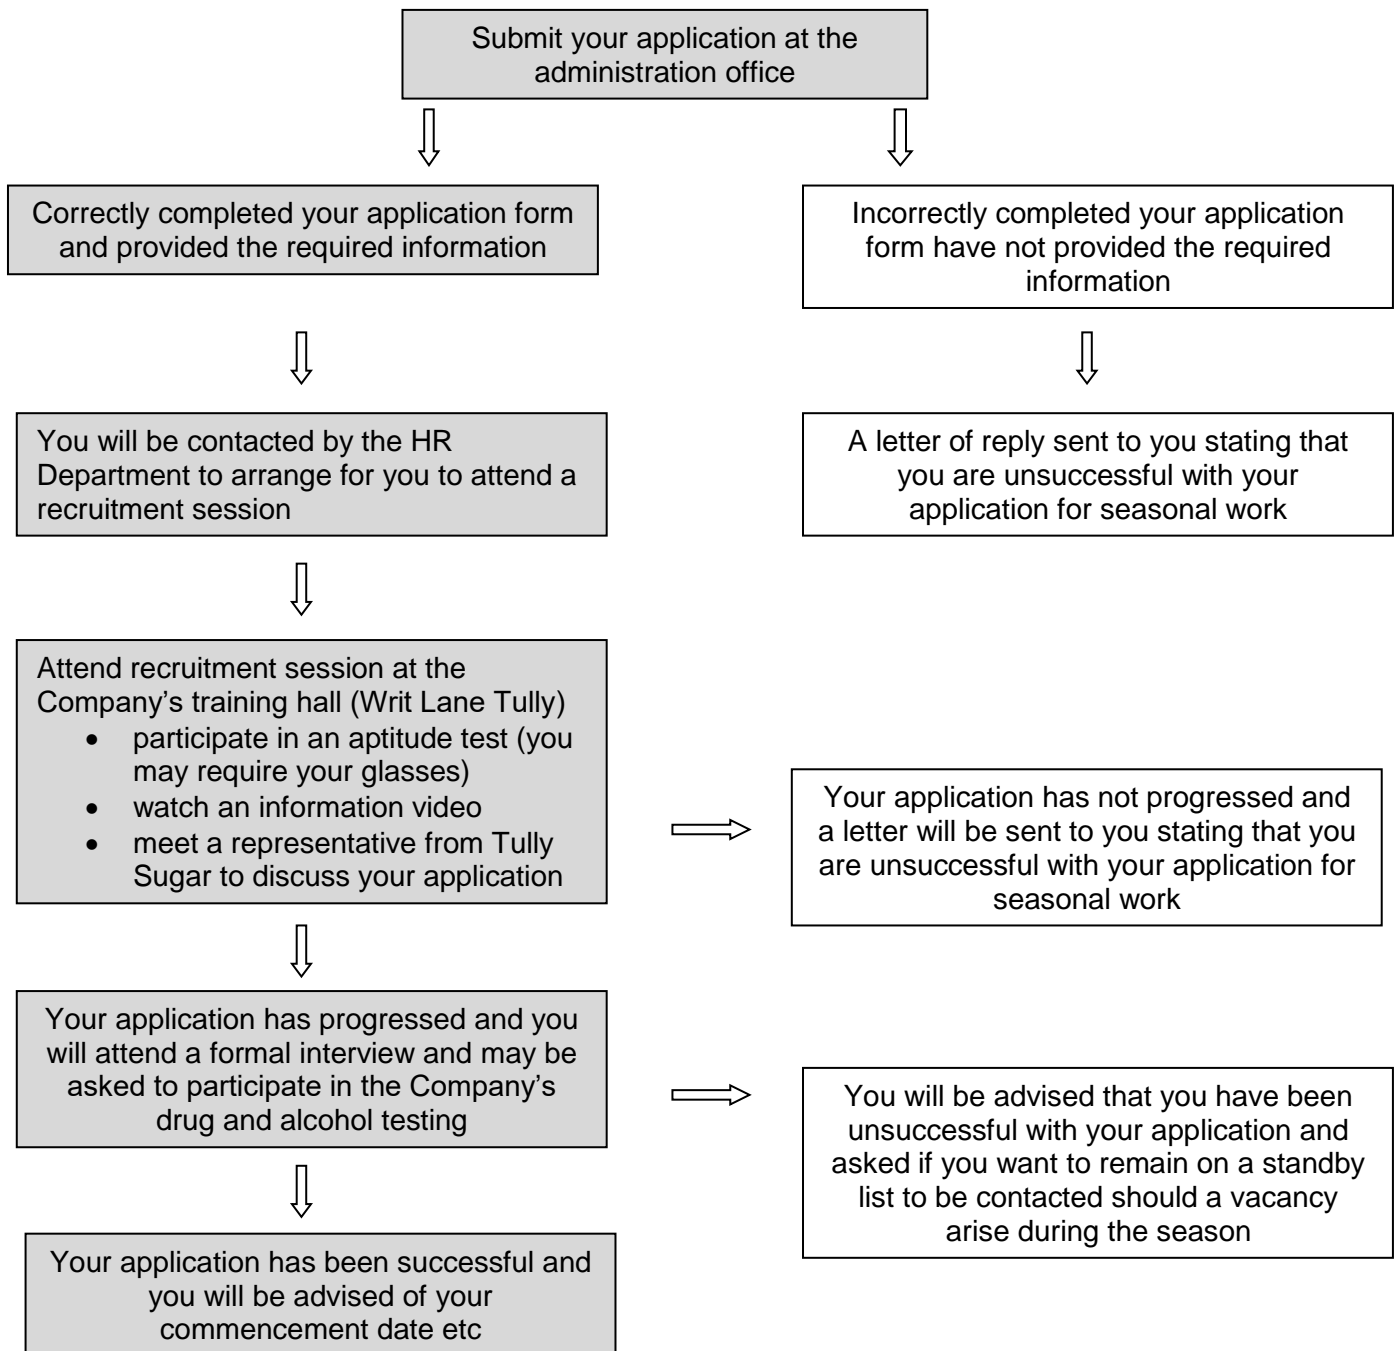 Submit your application at the
administration office
Correctly completed your application form
and provided the required information
Incorrectly completed your application
form have not provided the required
information
You will be contacted by the HR
Department to arrange for you to attend a
recruitment session
A letter of reply sent to you stating that
you are unsuccessful with your
application for seasonal work
Attend recruitment session at the
Company’s training hall (Writ Lane Tully)
• participate in an aptitude test (you
may require your glasses)
• watch an information video
• meet a representative from Tully
Sugar to discuss your application
Your application has not progressed and
a letter will be sent to you stating that you
are unsuccessful with your application for
seasonal work
Your application has progressed and you
will attend a formal interview and may be
asked to participate in the Company’s
drug and alcohol testing
You will be advised that you have been
unsuccessful with your application and
asked if you want to remain on a standby
list to be contacted should a vacancy
arise during the season
Your application has been successful and
you will be advised of your
commencement date etc